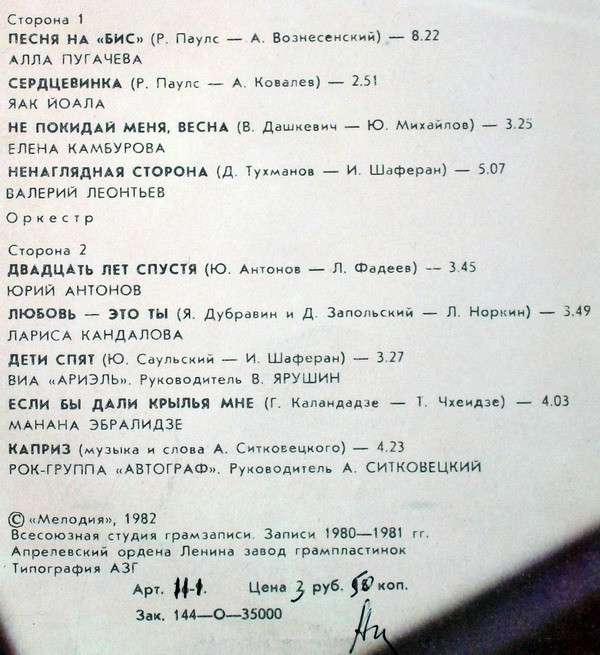 Сторона 1
ПЕСНЯ НА «БИС» (Р. Паулс — А. Вознесенский) — 8.22
АЛЛА ПУГАЧЕВА
СЕРДЦЕВИНКА (Р. Паулс — А. Ковалев) — 2.51
ЯАК ЙОАЛА
НЕ ПОКИДАЙ МЕНЯ, ВЕСНА (В. Дашкевич — Ю. Михайлов) — 3.25
ЕЛЕНА КАМБУРОВА
НЕНАГЛЯДНАЯ СТОРОНА (Д. Тухманов — И. Шаферан) — 5.07
ВАЛЕРИЙ ЛЕОНТЬЕВ
Оркестр
Сторона 2
ДВАДЦАТЬ ЛЕТ СПУСТЯ (Ю. Антонов — Л. Фадеев) — 3.45
ЮРИЙ АНТОНОВ
ЛЮБОВЬ — ЭТО ТЫ (Я. Дубравин и Д. Запольский — Л. Норкин) — 3.49
ЛАРИСА КАНДАЛОВА
ДЕТИ СПЯТ (Ю. Саульский — И. Шаферан) — 3.27
ВИА «АРИЭЛЬ». Руководитель В. ЯРУШИН
ЕСЛИ БЫ ДАЛИ КРЫЛЬЯ МНЕ (Г. Каландадзе — Т. Чхеидзе) — 4.03
МАНАНА ЭБРАЛИДЗЕ
КАПРИЗ (музыка и слова А. Ситковецкого) — 4.23
РОК-ГРУППА «АВТОГРАФ». Руководитель А. СИТКОВЕЦКИЙ
© «Мелодия», 1982
Всесоюзная студия грамзаписи. Записи 1980—1981 гг.
Апрелевский ордена Ленина завод грампластинок
Типография АЗГ
Арт. 11-1. Цена 3 руб. 50 коп.
Зак. 144—О—35000